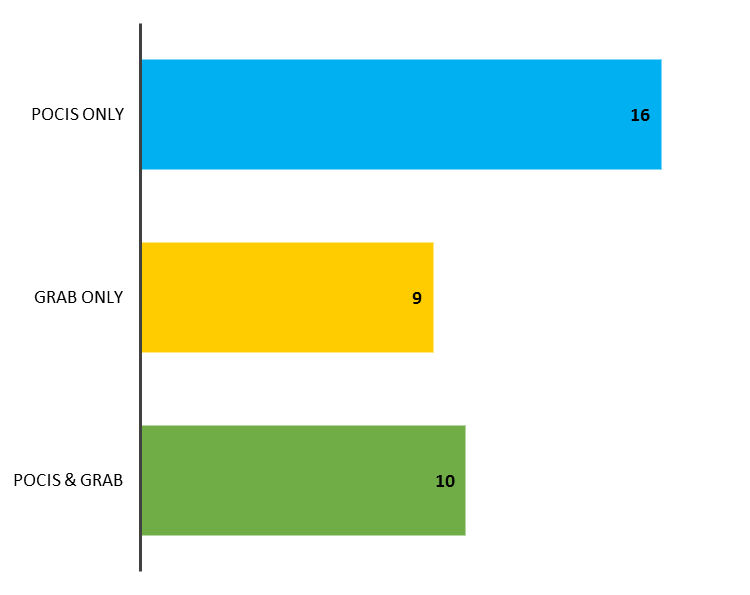 POCIS ONLY
16
GRAB ONLY
9
POCIS & GRAB
10